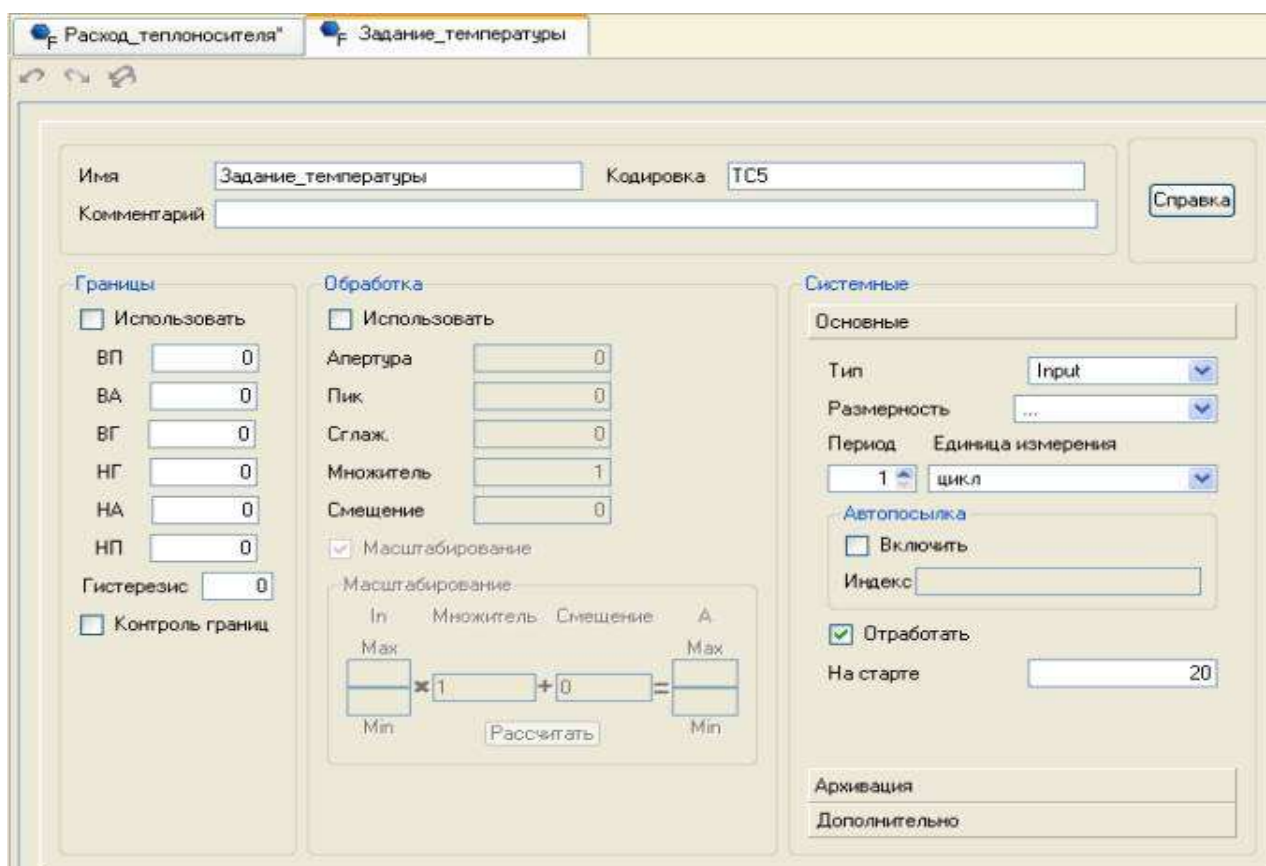 F Расход_теплоносителя* F Задание_температуры
Имя Задание_температуры Кодировка TC5
Комментарий
Справка
Границы
Использовать
ВП 0
ВА 0
ВГ 0
НГ 0
НА 0
НП 0
Гистерезис 0
Контроль границ
Обработка
Использовать
Апертура 0
Пик 0
Сглаж. 0
Множитель 1
Смещение 0
Масштабирование
Масштабирование
In Множитель Смещение A
Max Max
× 1 + 0 =
Min Рассчитать Min
Системные
Основные
Тип Input
Размерность ...
Период Единица измерения
1 цикл
Автопосылка
Включить
Индекс
Отработать
На старте 20
Архивация
Дополнительно